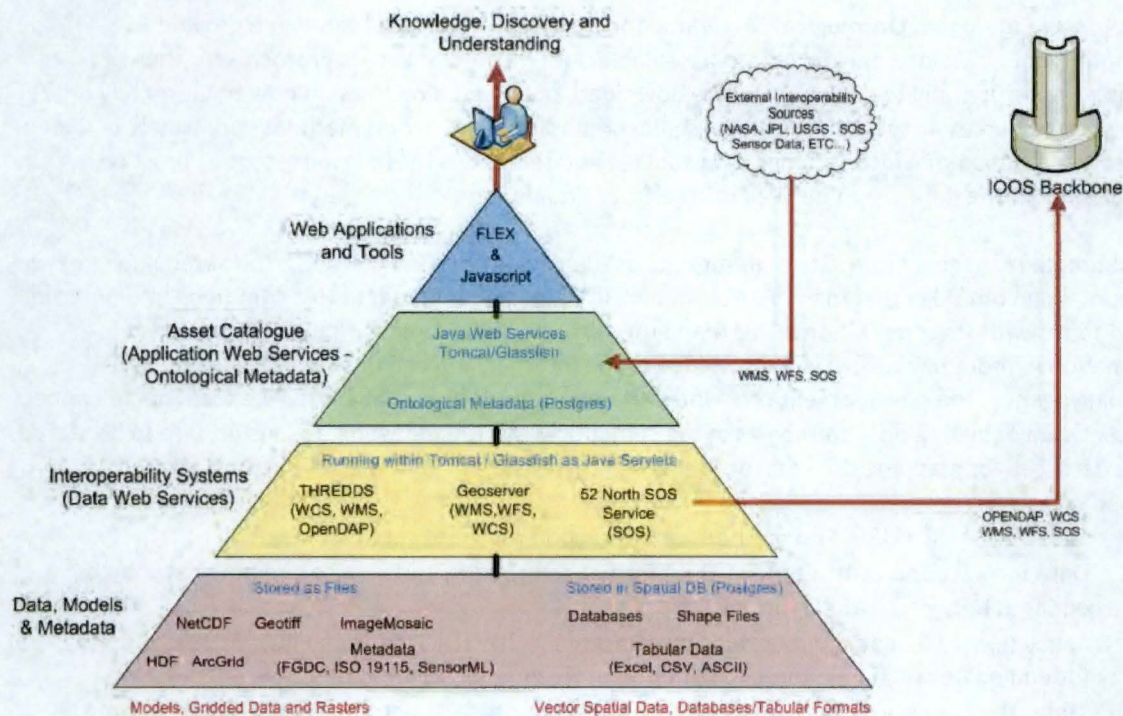 Knowledge, Discovery and
Understanding
External Interoperability
Sources
(NASA, JPL, USGS, SOS
Sensor Data, ETC...)
IOOS Backbone
Web Applications
and Tools
FLEX
&
Javascript
Asset Catalogue
(Application Web Services -
Ontological Metadata)
Java Web Services
Tomcat/Glassfish
WMS, WFS, SOS
Ontological Metadata (Postgres)
Interoperability Systems
(Data Web Services)
Running within Tomcat / Glassfish as Java Servlets
THREDDS
(WCS, WMS,
OpenDAP)
Geoserver
(WMS,WFS,
WCS)
52 North SOS
Service
(SOS)
OPENDAP, WCS
WMS, WFS, SOS
Data, Models
& Metadata
Stored as Files
Stored in Spatial DB (Postgres)
NetCDF Geotiff ImageMosaic
Databases Shape Files
HDF ArcGrid
Metadata
(FGDC, ISO 19115, SensorML)
Tabular Data
(Excel, CSV, ASCII)
Models, Gridded Data and Rasters
Vector Spatial Data, Databases/Tabular Formats